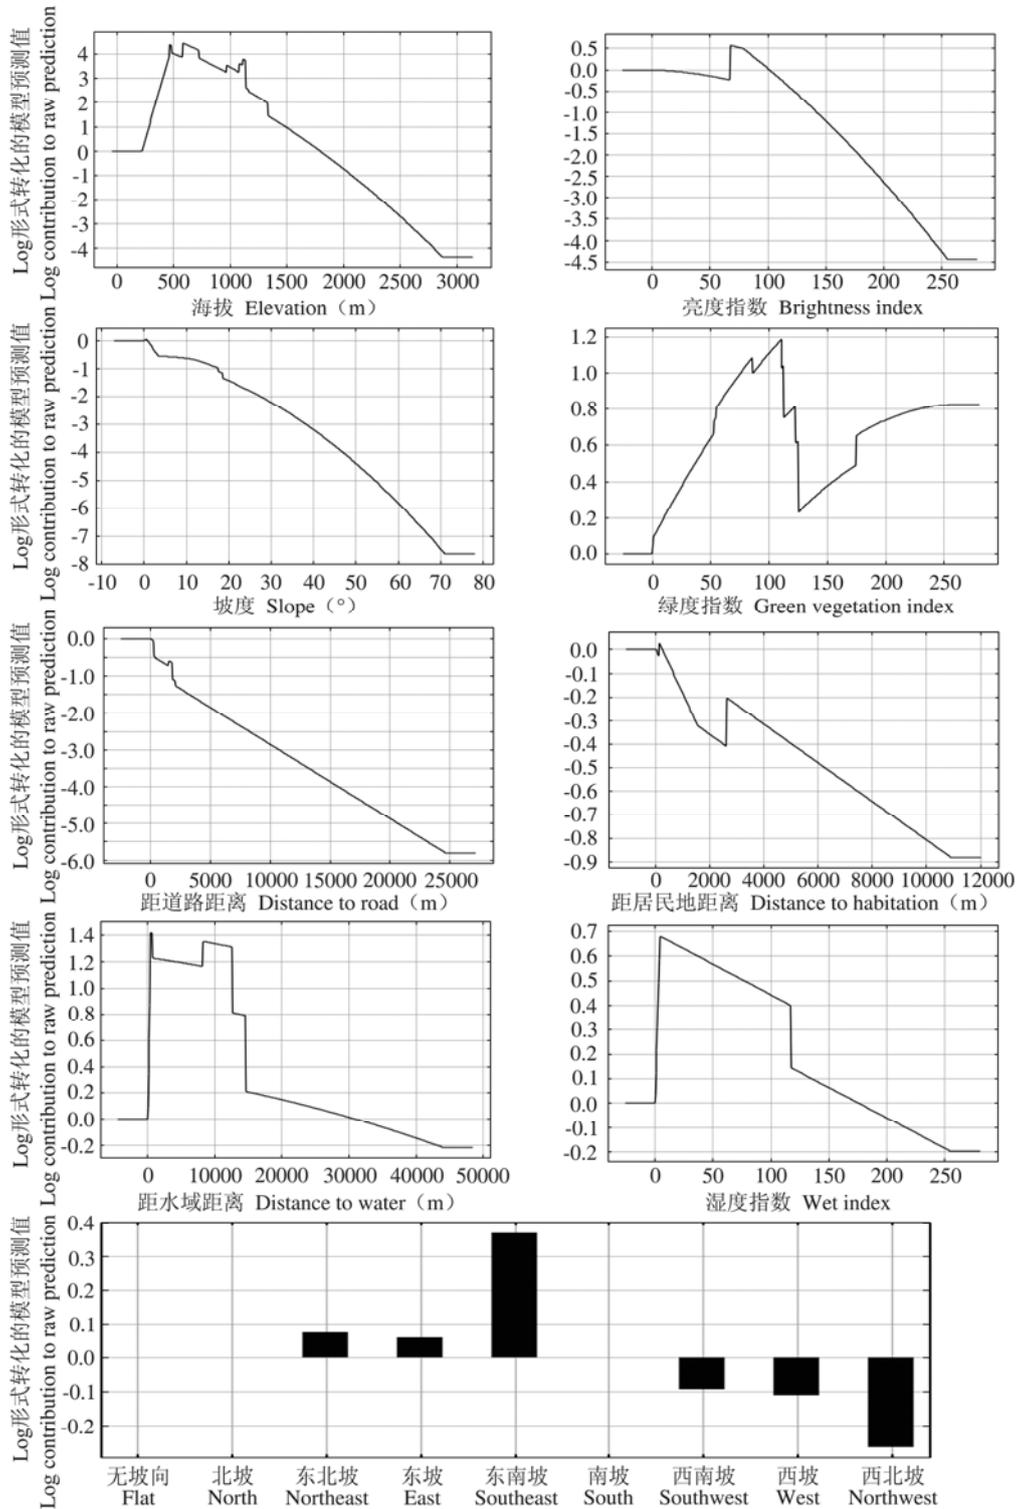 Log形式转化的模型预测值
Log contribution to raw prediction
4
3
2
1
0
-1
-2
-3
-4
0 500 1000 1500 2000 2500 3000
海拔 Elevation（m）
0.5
0.0
-0.5
-1.0
-1.5
-2.0
-2.5
-3.0
-3.5
-4.0
-4.5
0 50 100 150 200 250
亮度指数 Brightness index
Log形式转化的模型预测值
Log contribution to raw prediction
0
-1
-2
-3
-4
-5
-6
-7
-8
-10 0 10 20 30 40 50 60 70 80
坡度 Slope（°）
1.2
1.0
0.8
0.6
0.4
0.2
0.0
0 50 100 150 200 250
绿度指数 Green vegetation index
Log形式转化的模型预测值
Log contribution to raw prediction
0.0
-1.0
-2.0
-3.0
-4.0
-5.0
-6.0
0 5000 10000 15000 20000 25000
距道路距离 Distance to road（m）
0.0
-0.1
-0.2
-0.3
-0.4
-0.5
-0.6
-0.7
-0.8
-0.9
0 2000 4000 6000 8000 10000 12000
距居民地距离 Distance to habitation（m）
Log形式转化的模型预测值
Log contribution to raw prediction
1.4
1.2
1.0
0.8
0.6
0.4
0.2
0.0
-0.2
0 10000 20000 30000 40000 50000
距水域距离 Distance to water（m）
0.7
0.6
0.5
0.4
0.3
0.2
0.1
0.0
-0.1
-0.2
0 50 100 150 200 250
湿度指数 Wet index
Log形式转化的模型预测值
Log contribution to raw prediction
0.4
0.3
0.2
0.1
0.0
-0.1
-0.2
无坡向 北坡 东北坡 东坡 东南坡 南坡 西南坡 西坡 西北坡
Flat North Northeast East Southeast South Southwest West Northwest